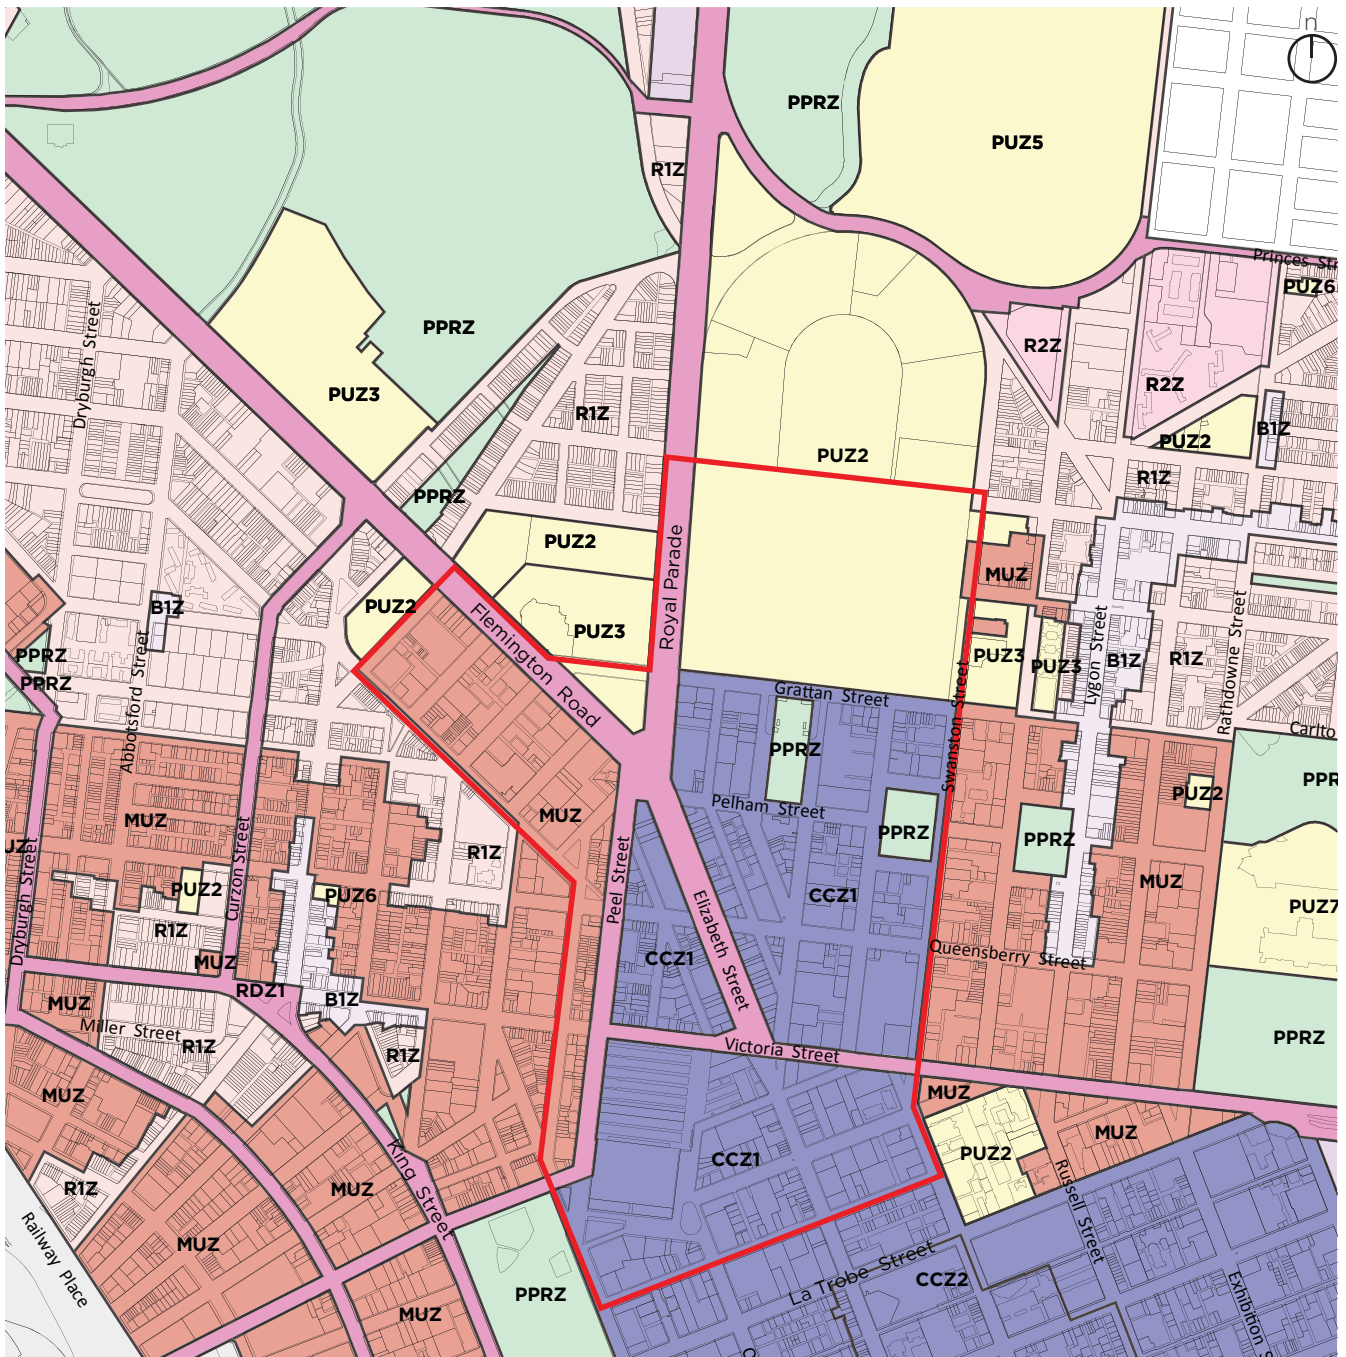 n
PPRZ
PUZ5
R1Z
Princes Str
PUZ6
PPRZ
Dryburgh Street
R2Z
R2Z
PUZ3
R1Z
B1Z
PUZ2
PUZ2
R1Z
PPRZ
PUZ2
Royal Parade
MUZ
PUZ2
B1Z
Flemington Road
PUZ3
PUZ3
PUZ3
Lygon Street
B1Z
R1Z
Rathdowne Street
PPRZ
PPRZ
Abbotsford Street
Grattan Street
Swanston Street
Carlto
PPRZ
PPR
Pelham Street
PUZ2
MUZ
MUZ
PPRZ
PPRZ
UZ
Dryburgh Street
Curzon Street
R1Z
Peel Street
PUZ2
PUZ6
CCZ1
MUZ
PUZ7
R1Z
Elizabeth Street
Queensberry Street
MUZ
CCZ1
RDZ1
MUZ
B1Z
Miller Street
R1Z
R1Z
Victoria Street
PPRZ
MUZ
MUZ
MUZ
PUZ2
CCZ1
King Street
R1Z
MUZ
Russell Street
Railway Place
MUZ
La Trobe Street
CCZ2
PPRZ
MUZ
Exhibition S